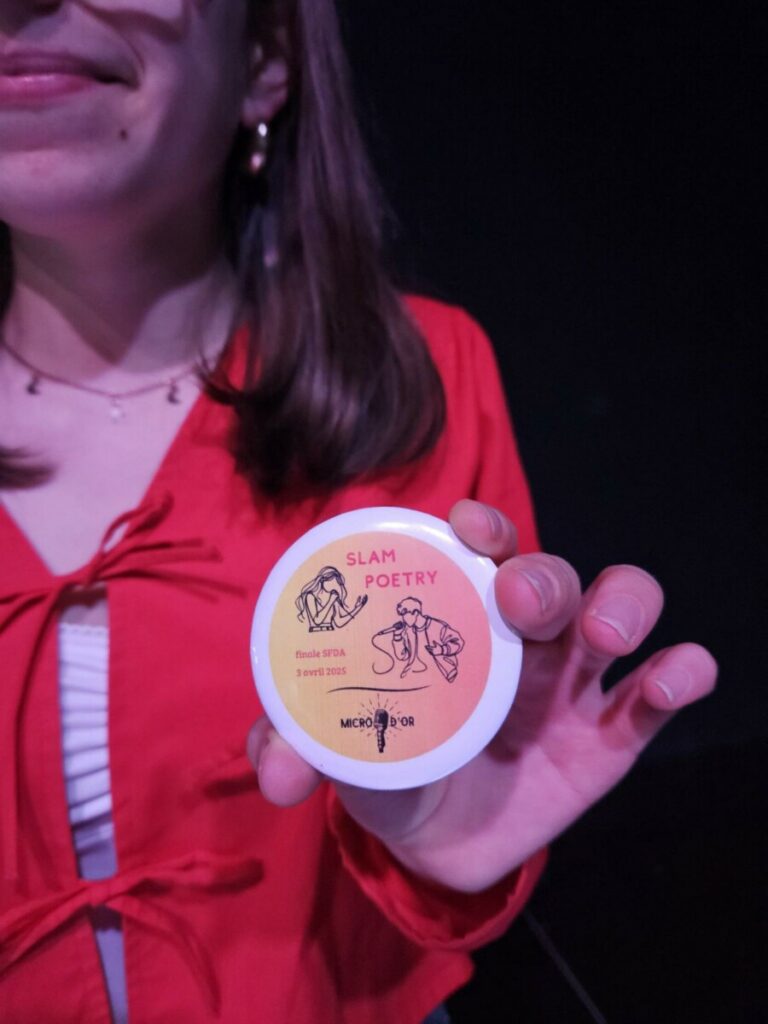 SLAM
POETRY
finale SFDA
3 avril 2025
MICRO D'OR